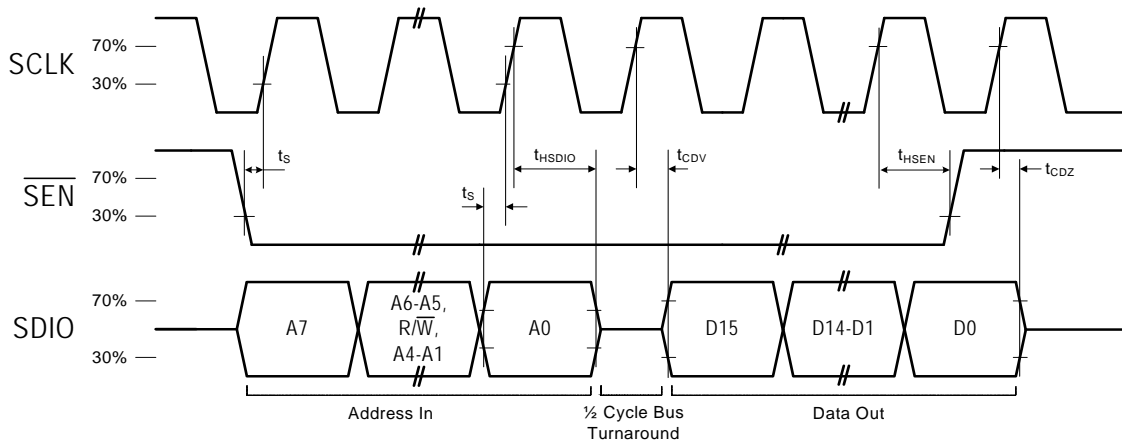 SCLK
70%
30%
tS
tHSDIO
tCDV
tHSEN
tCDZ
SEN
70%
30%
tS
SDIO
70%
30%
A7
A6-A5,
R/W,
A4-A1
A0
D15
D14-D1
D0
Address In
½ Cycle Bus
Turnaround
Data Out